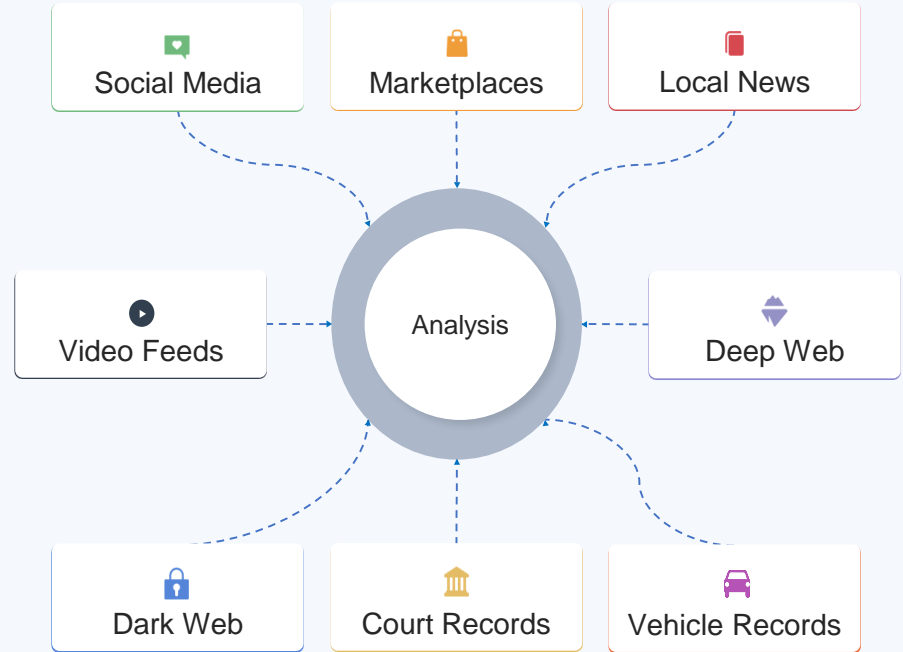 Social Media
Marketplaces
Local News
Video Feeds
Analysis
Deep Web
Dark Web
Court Records
Vehicle Records